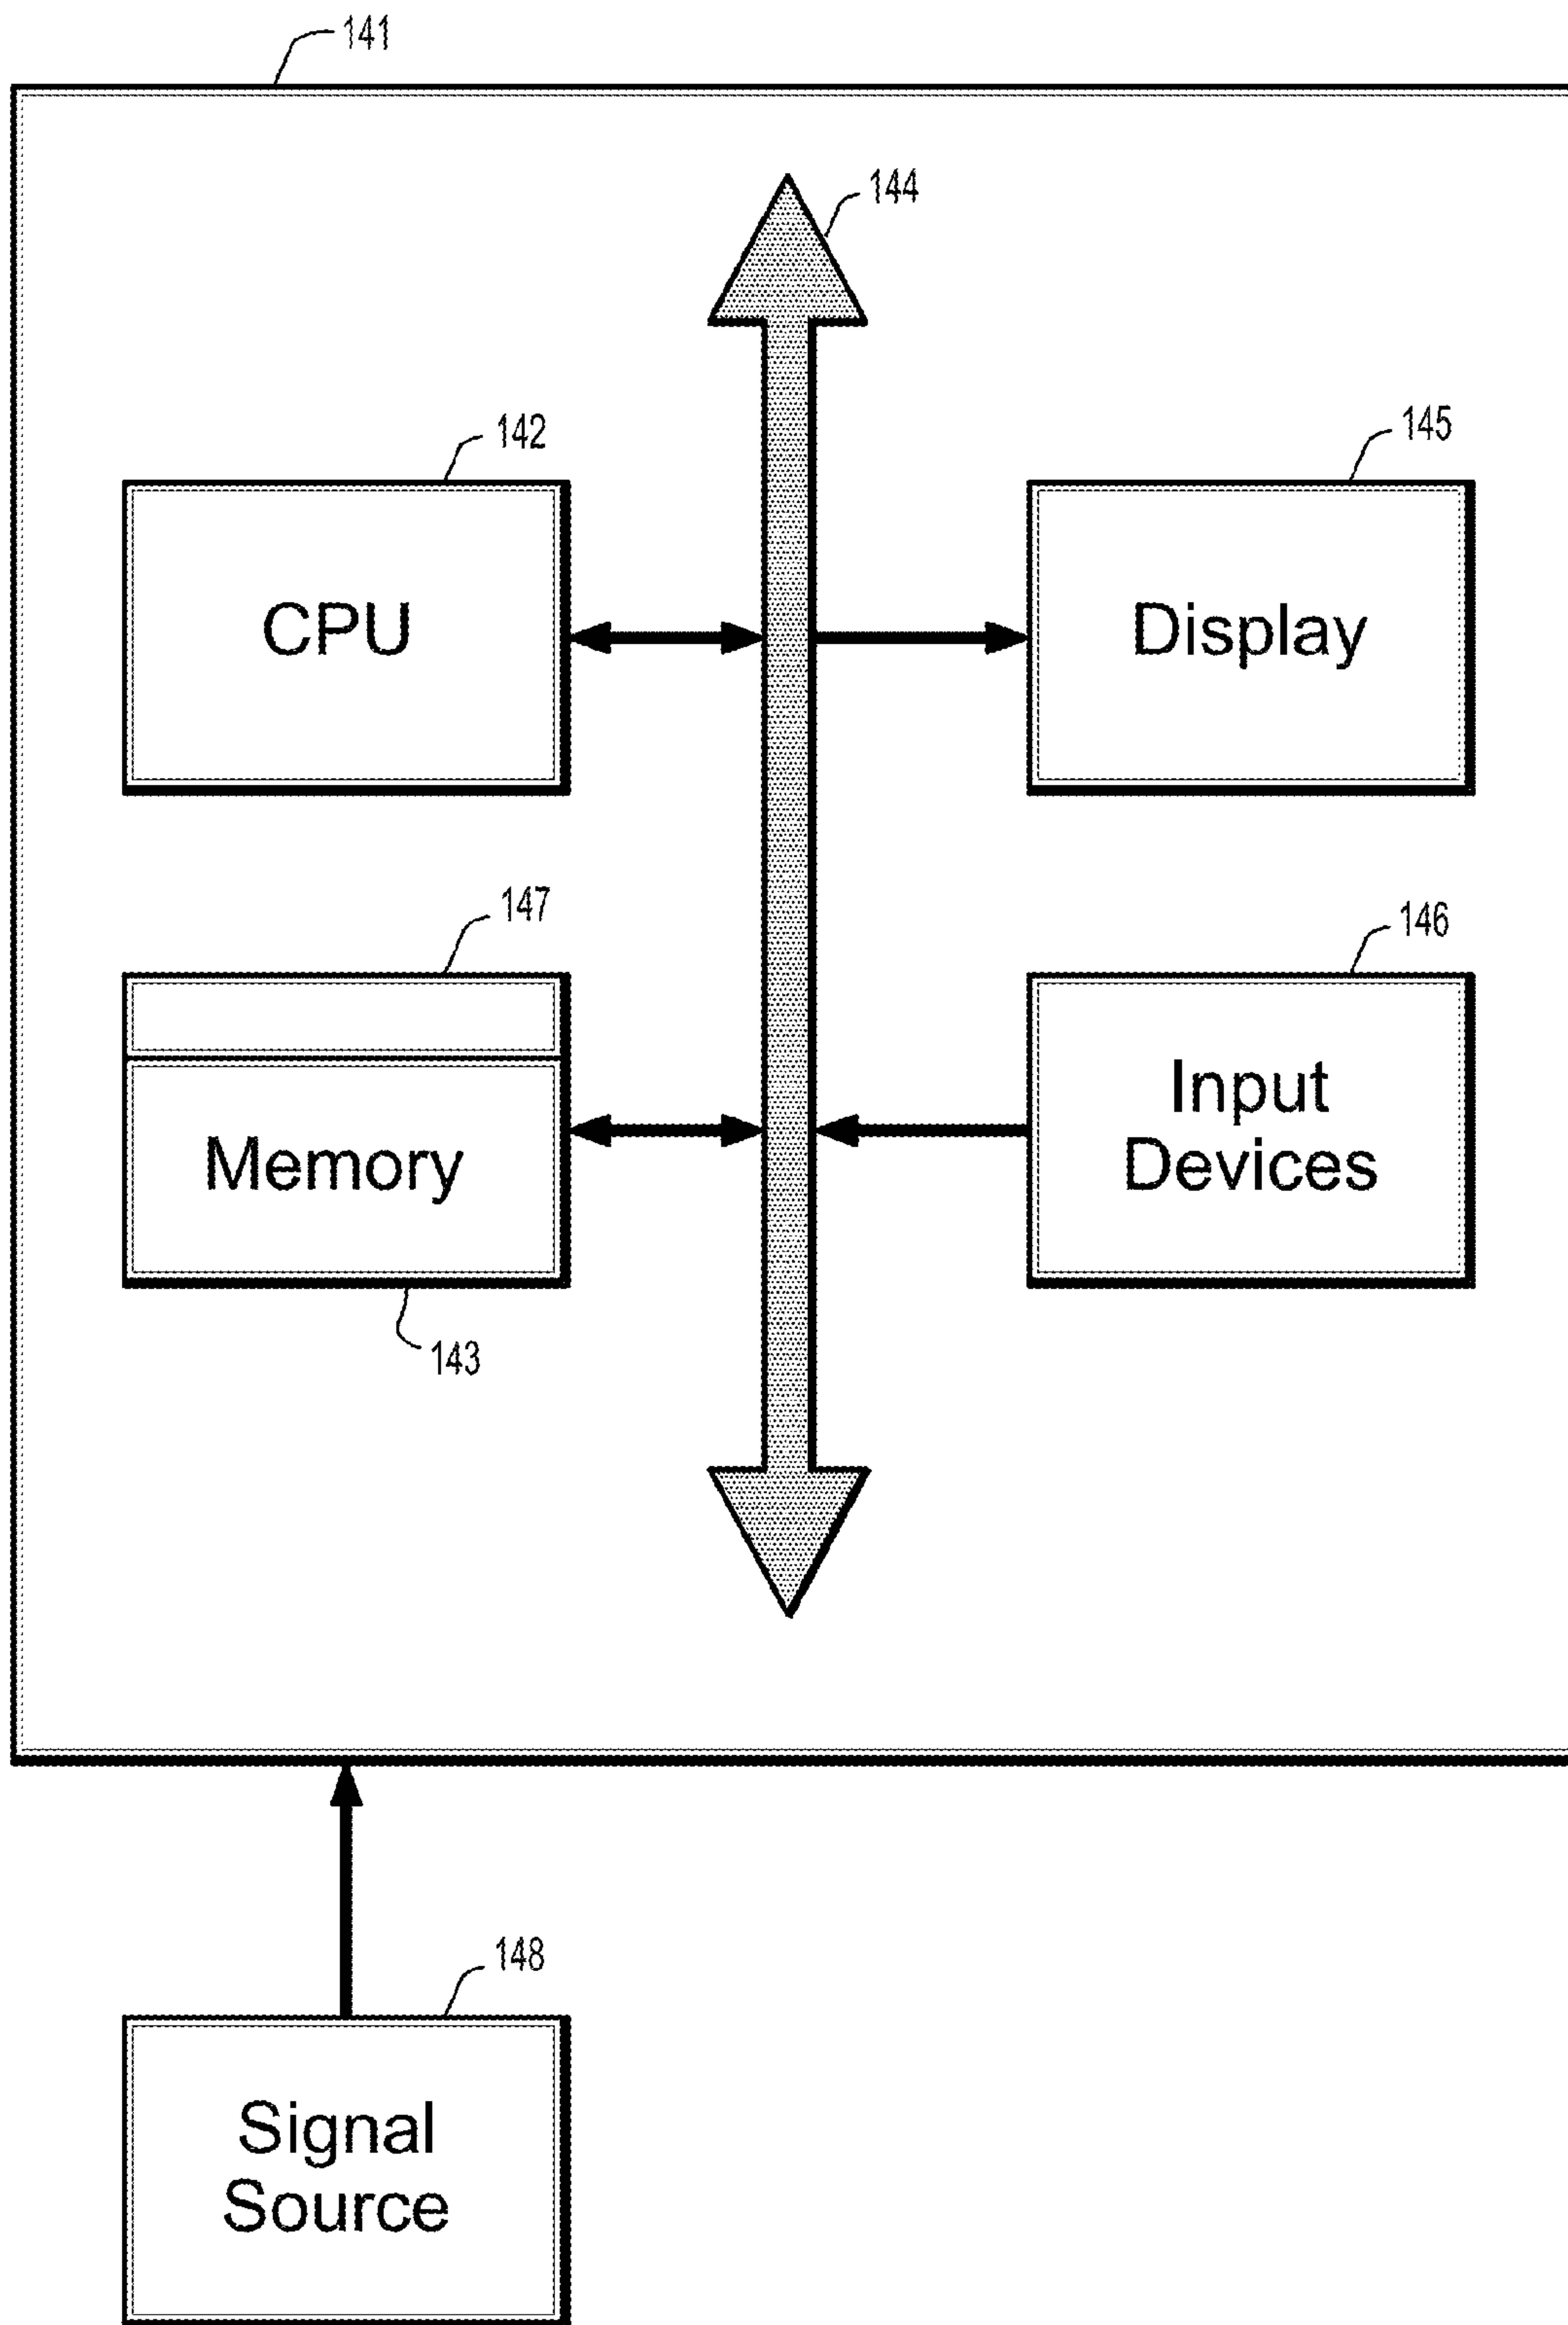 141
144
142
145
CPU
Display
147
146
Memory
Input
Devices
143
148
Signal
Source